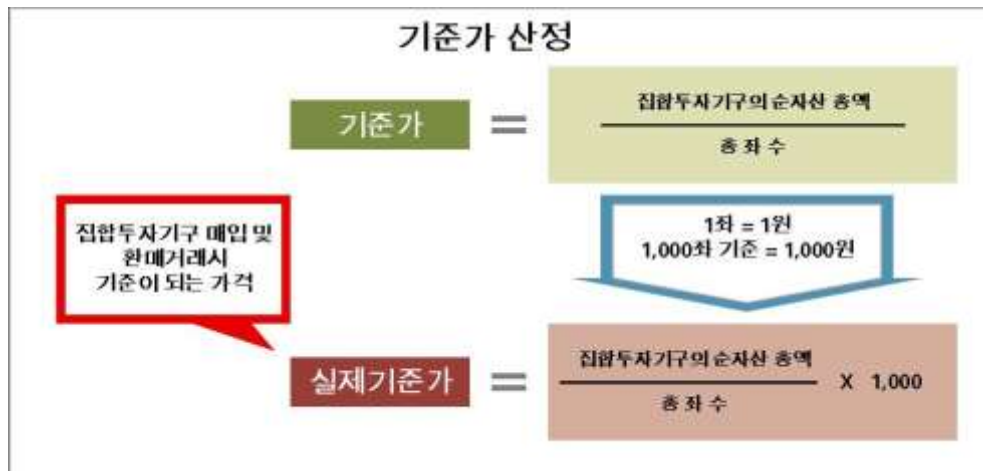 기준가 산정
기준가
=
집합투자기구의 순자산 총액
총 좌 수
집합투자기구 매입 및
환매거래시
기준이 되는 가격
1좌 = 1원
1,000좌 기준 = 1,000원
실제기준가
=
집합투자기구의 순자산 총액
총 좌 수
X 1,000